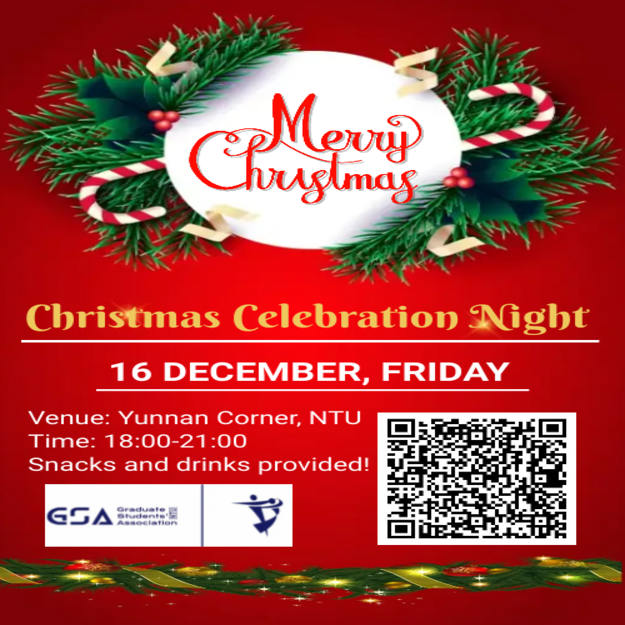 Merry
Christmas
Christmas Celebration Night
16 DECEMBER, FRIDAY
Venue: Yunnan Corner, NTU
Time: 18:00-21:00
Snacks and drinks provided!
GSA Graduate Students' Association NTU